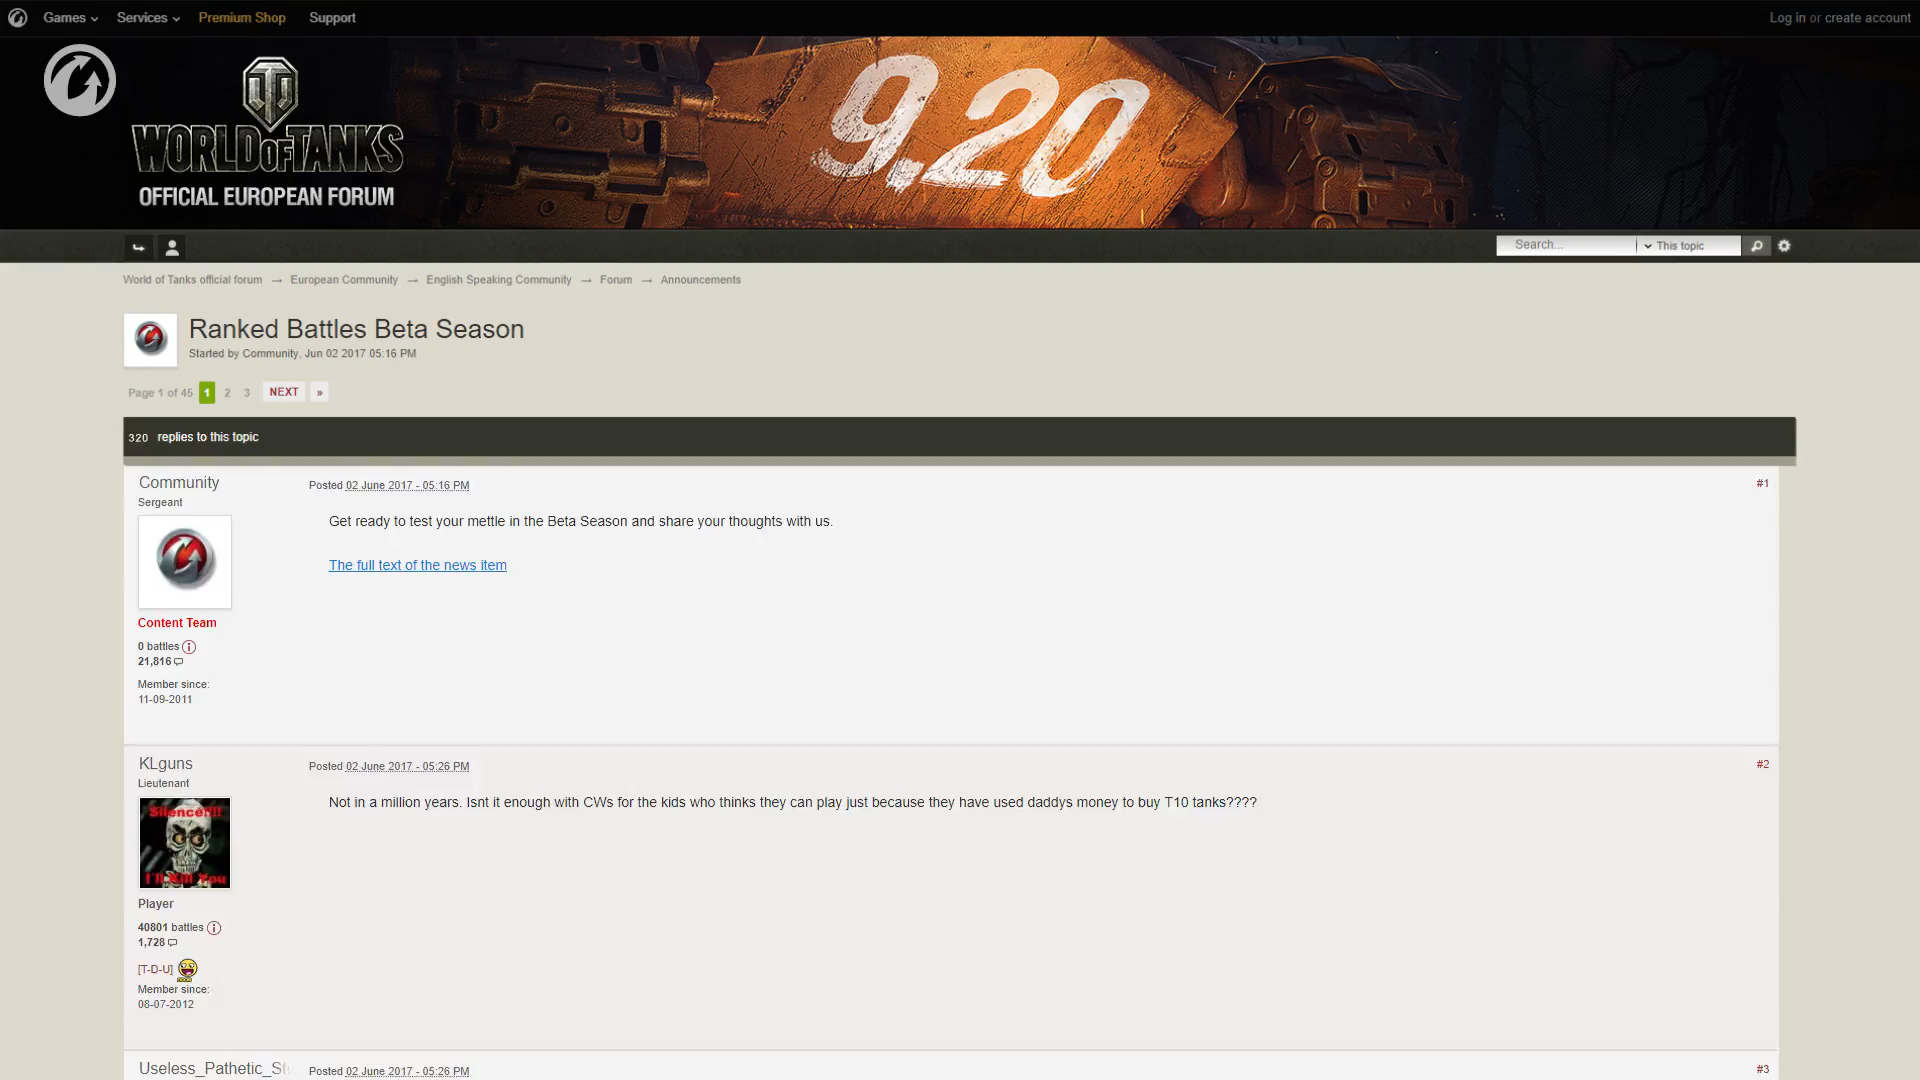 Games Services Premium Shop Support Log in or create account
9.20
WORLD OF TANKS
OFFICIAL EUROPEAN FORUM
Search... This topic
World of Tanks official forum → European Community → English Speaking Community → Forum → Announcements
Ranked Battles Beta Season
Started by Community, Jun 02 2017 05:16 PM
Page 1 of 45 1 2 3 NEXT »
320 replies to this topic
Community
Posted 02 June 2017 - 05:16 PM #1
Sergeant
Get ready to test your mettle in the Beta Season and share your thoughts with us.
The full text of the news item
Content Team
0 battles
21,816
Member since:
11-09-2011
KLguns
Posted 02 June 2017 - 05:26 PM #2
Lieutenant
Not in a million years. Isnt it enough with CWs for the kids who thinks they can play just because they have used daddys money to buy T10 tanks????
Silence!!!!
I'll Kill You
Player
40801 battles
1,728
[T-D-U]
Member since:
08-07-2012
Useless_Pathetic_St
Posted 02 June 2017 - 05:26 PM #3